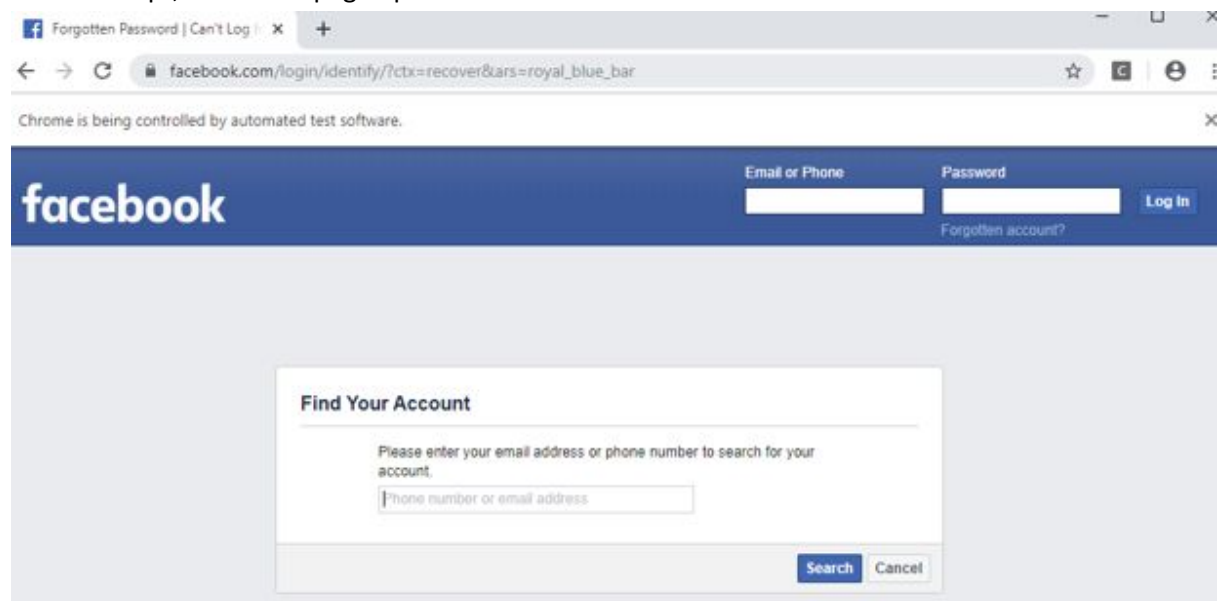 Forgotten Password | Can't Log
facebook.com/login/identify/?ctx=recover&ars=royal_blue_bar
Chrome is being controlled by automated test software.
facebook
Email or Phone
Password
Log In
Forgotten account?
Find Your Account
Please enter your email address or phone number to search for your
account.
Phone number or email address
Search
Cancel